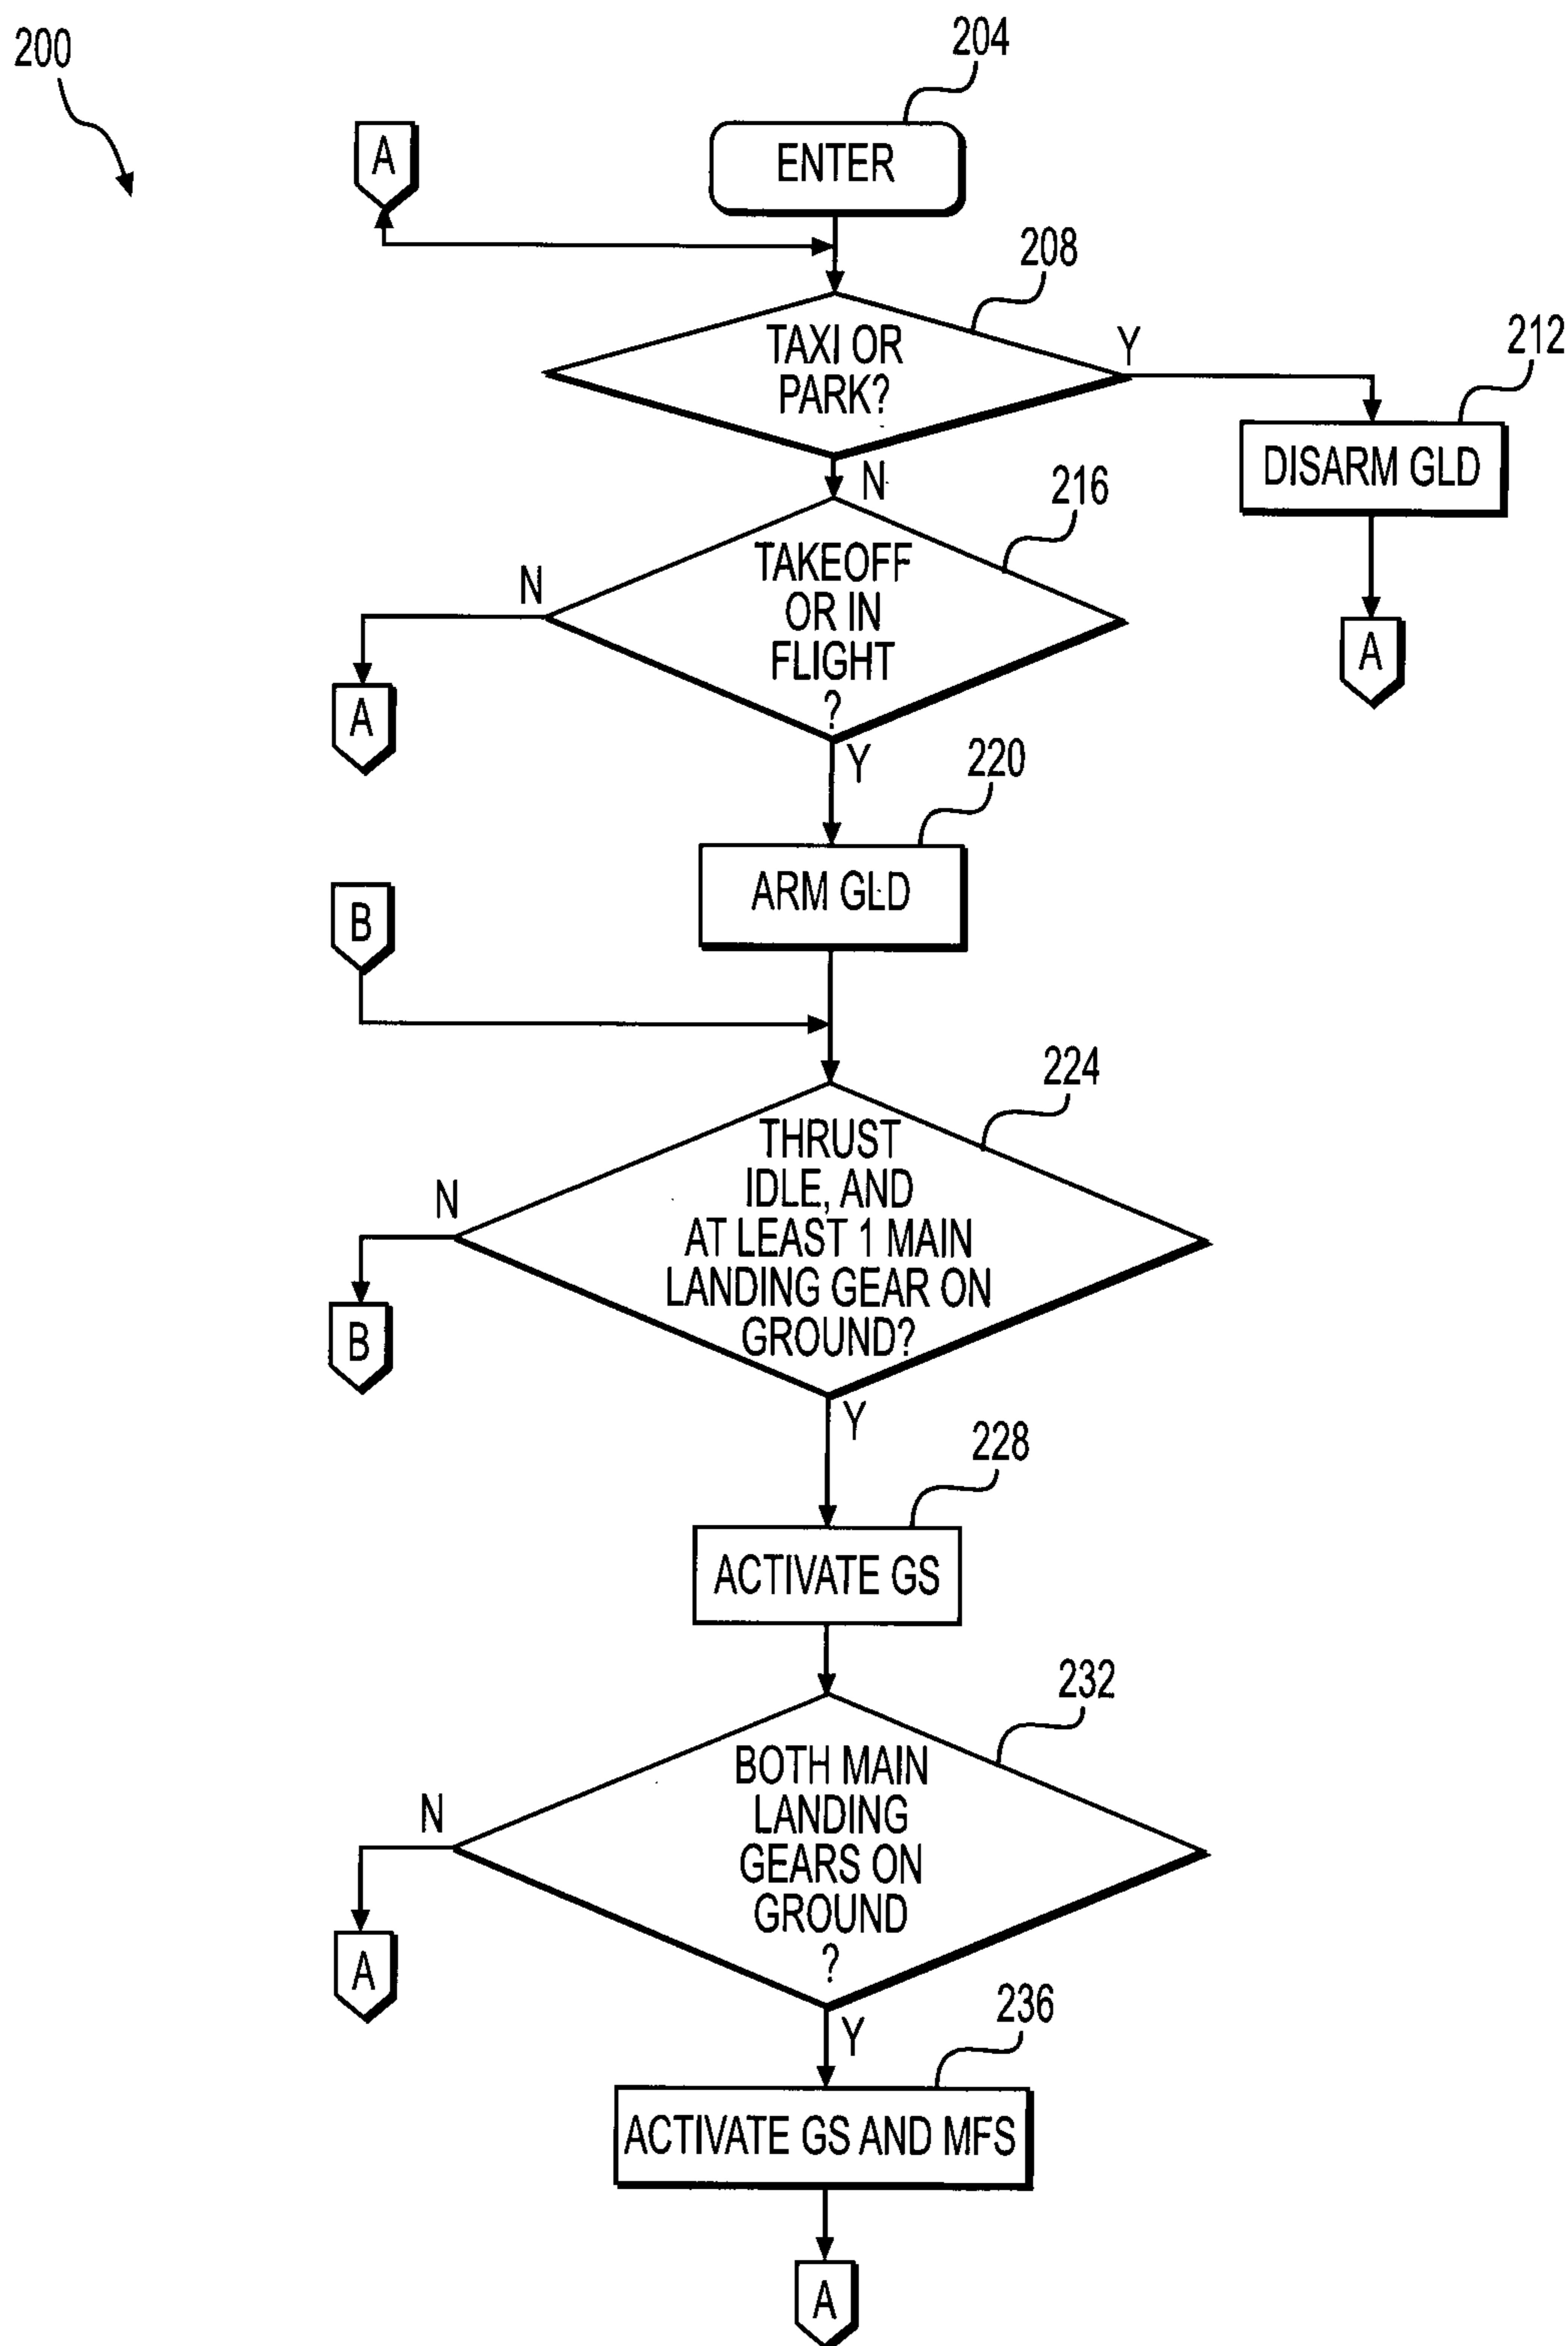 200
204
A
ENTER
208
TAXI OR
PARK?
Y
212
DISARM GLD
N
216
TAKEOFF
OR IN
FLIGHT
?
N
A
A
Y
220
ARM GLD
B
224
THRUST
IDLE, AND
AT LEAST 1 MAIN
LANDING GEAR ON
GROUND?
N
B
Y
228
ACTIVATE GS
232
BOTH MAIN
LANDING
GEARS ON
GROUND
?
N
A
Y
236
ACTIVATE GS AND MFS
A